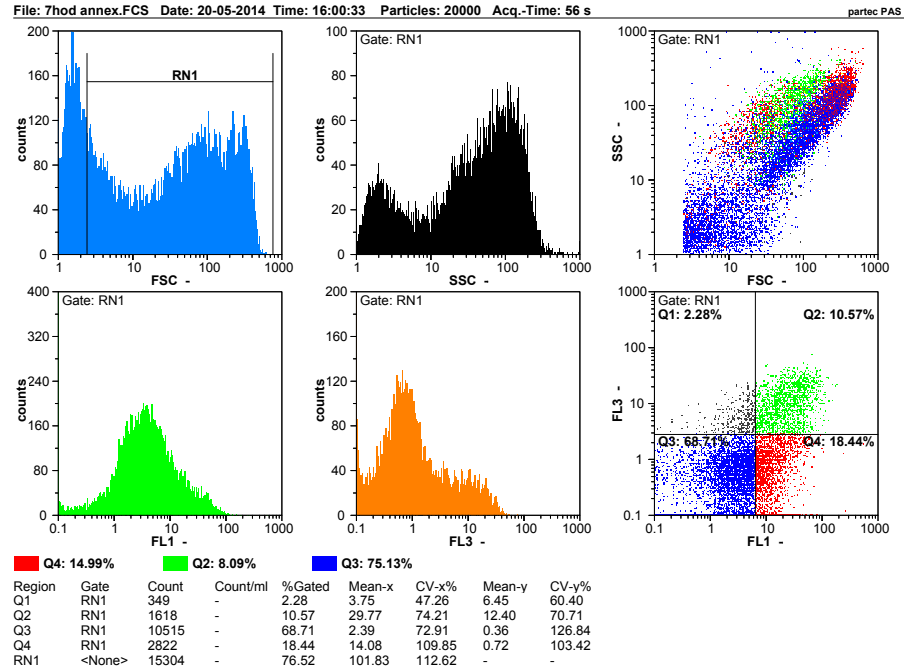 File: 7hod annex.FCS Date: 20-05-2014 Time: 16:00:33 Particles: 20000 Acq.-Time: 56 s partec PAS
200
160
120
80
40
0
counts
RN1
1 10 100 1000
FSC -
Gate: RN1
100
80
60
40
20
0
counts
1 10 100 1000
SSC -
Gate: RN1
1000
100
10
1
SSC -
1 10 100 1000
FSC -
Gate: RN1
400
320
240
160
80
0
counts
0.1 1 10 100 1000
FL1 -
Gate: RN1
200
160
120
80
40
0
counts
0.1 1 10 100 1000
FL3 -
Gate: RN1
Q1: 2.28% Q2: 10.57%
Q3: 68.71% Q4: 18.44%
1000
100
10
1
0.1
FL3 -
0.1 1 10 100 1000
FL1 -
Q4: 14.99% Q2: 8.09% Q3: 75.13%
Region Gate Count Count/ml %Gated Mean-x CV-x% Mean-y CV-y%
Q1 RN1 349 - 2.28 3.75 47.26 6.45 60.40
Q2 RN1 1618 - 10.57 29.77 74.21 12.40 70.71
Q3 RN1 10515 - 68.71 2.39 72.91 0.36 126.84
Q4 RN1 2822 - 18.44 14.08 109.85 0.72 103.42
RN1 <None> 15304 - 76.52 101.83 112.62 - -